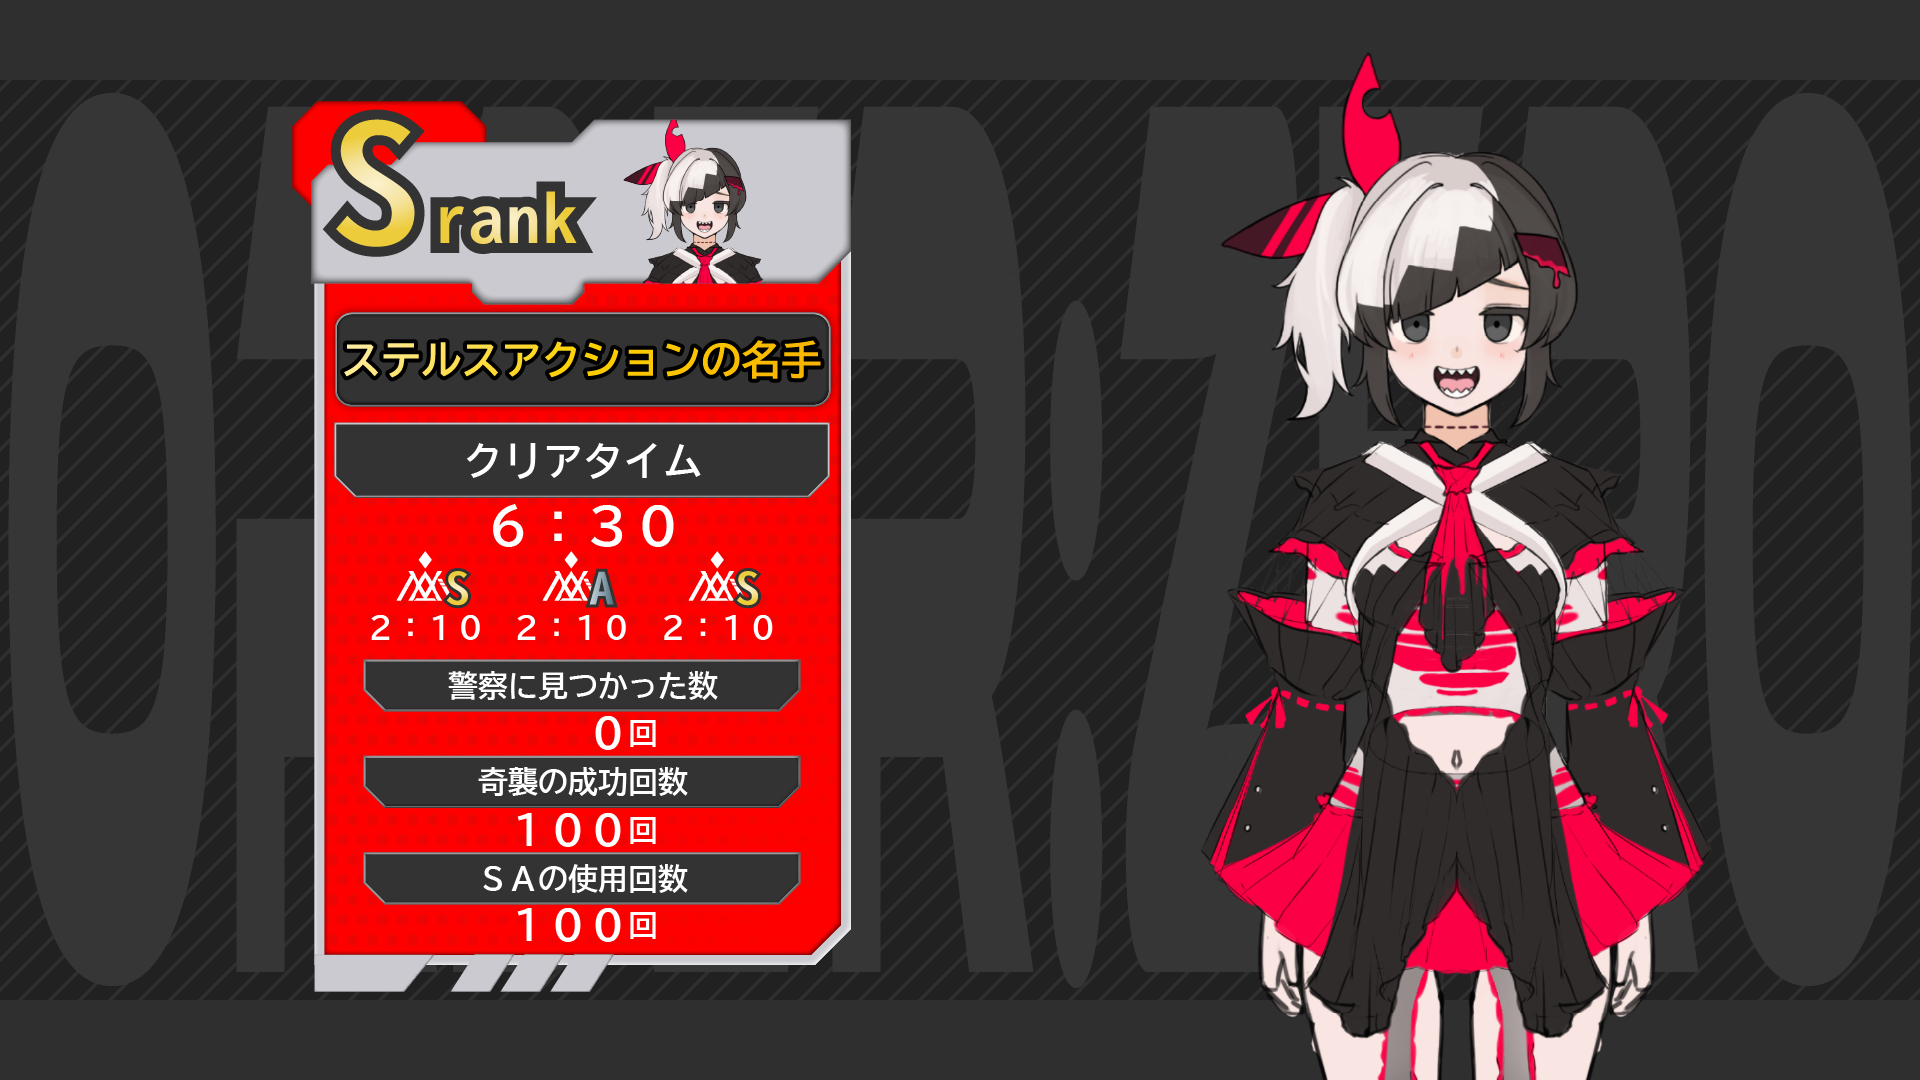 ORDER:ZERO
S rank
ステルスアクションの名手
クリアタイム
6：30
S A S
2：10 2：10 2：10
警察に見つかった数
0回
奇襲の成功回数
100回
ＳＡの使用回数
100回